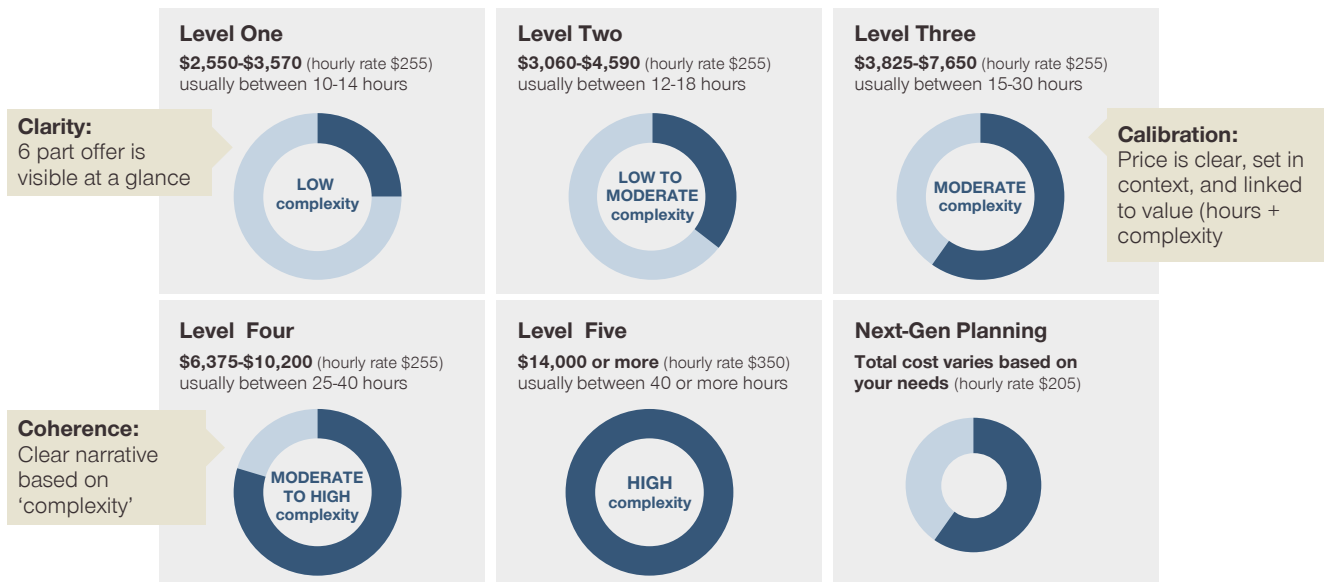 Level One
$2,550-$3,570 (hourly rate $255)
usually between 10-14 hours
LOW
complexity
Level Two
$3,060-$4,590 (hourly rate $255)
usually between 12-18 hours
LOW TO
MODERATE
complexity
Level Three
$3,825-$7,650 (hourly rate $255)
usually between 15-30 hours
MODERATE
complexity
Clarity:
6 part offer is
visible at a glance
Calibration:
Price is clear, set in
context, and linked
to value (hours +
complexity
Level Four
$6,375-$10,200 (hourly rate $255)
usually between 25-40 hours
MODERATE
TO HIGH
complexity
Level Five
$14,000 or more (hourly rate $350)
usually between 40 or more hours
HIGH
complexity
Next-Gen Planning
Total cost varies based on
your needs (hourly rate $205)
Coherence:
Clear narrative
based on
‘complexity’